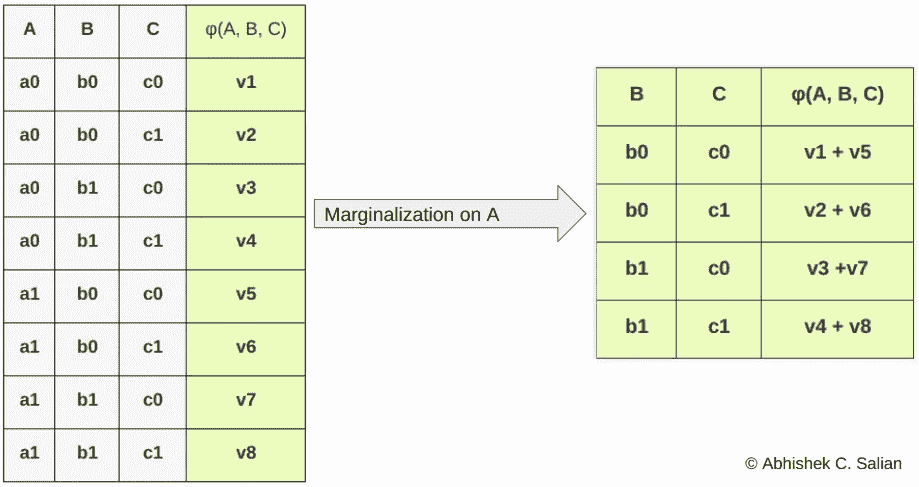 A B C φ(A, B, C)
a0 b0 c0 v1
a0 b0 c1 v2
a0 b1 c0 v3
a0 b1 c1 v4
a1 b0 c0 v5
a1 b0 c1 v6
a1 b1 c0 v7
a1 b1 c1 v8
Marginalization on A
B C φ(A, B, C)
b0 c0 v1 + v5
b0 c1 v2 + v6
b1 c0 v3 +v7
b1 c1 v4 + v8
© Abhishek C. Salian